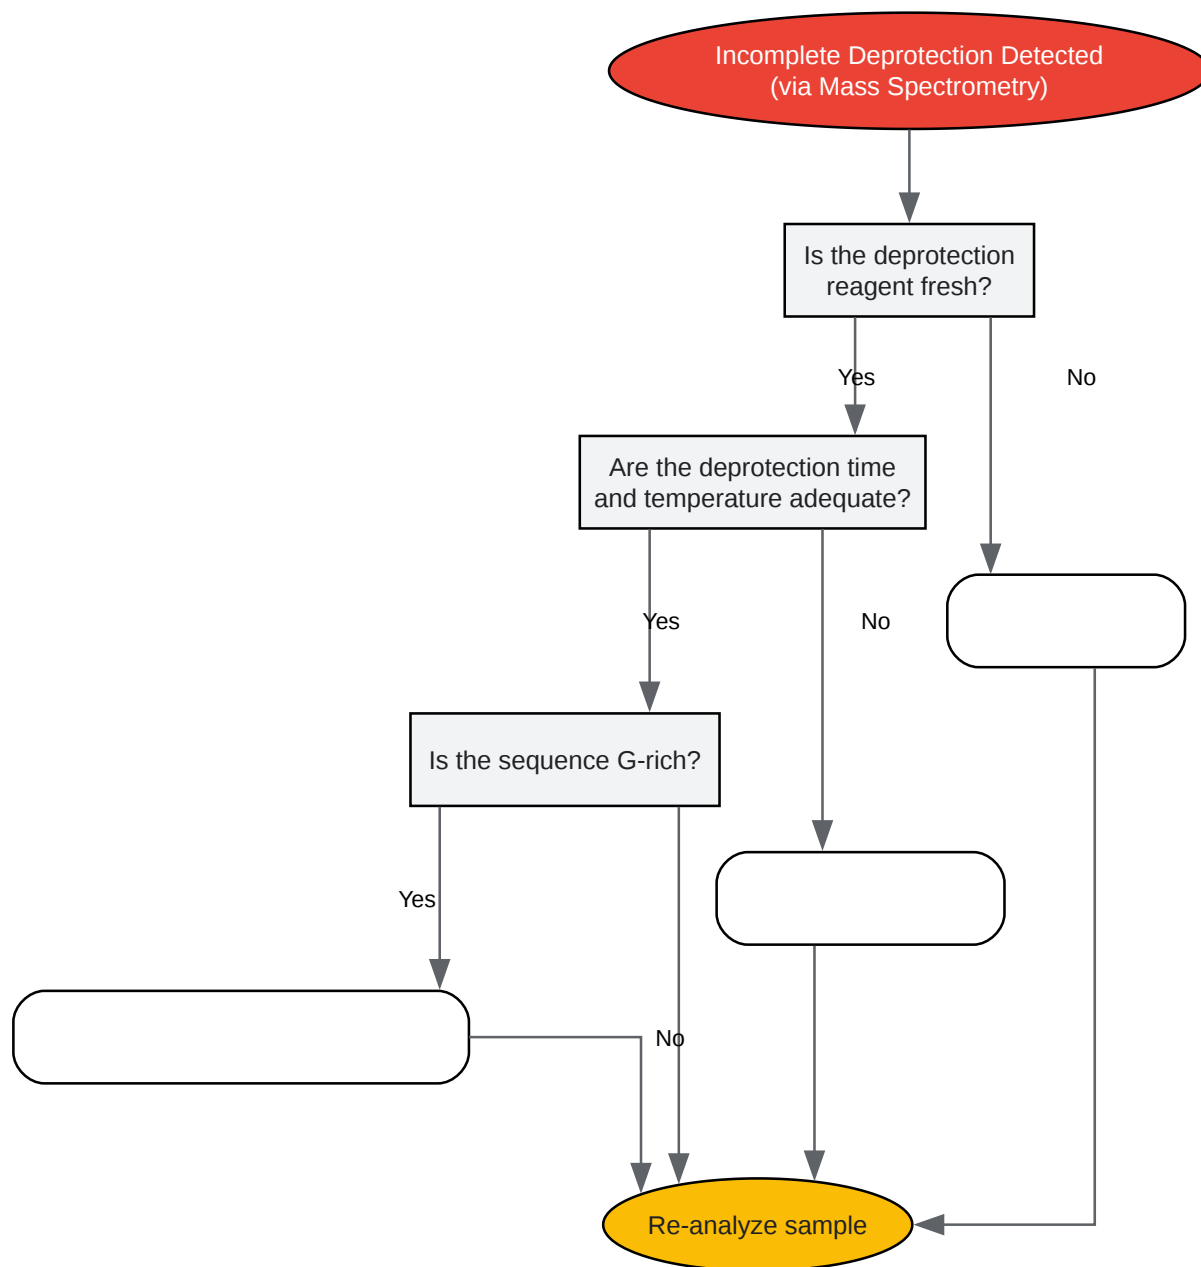 Incomplete Deprotection Detected
(via Mass Spectrometry)
Is the deprotection
reagent fresh?
Yes
No
Are the deprotection time
and temperature adequate?
Yes
No
Is the sequence G-rich?
Yes
No
Re-analyze sample